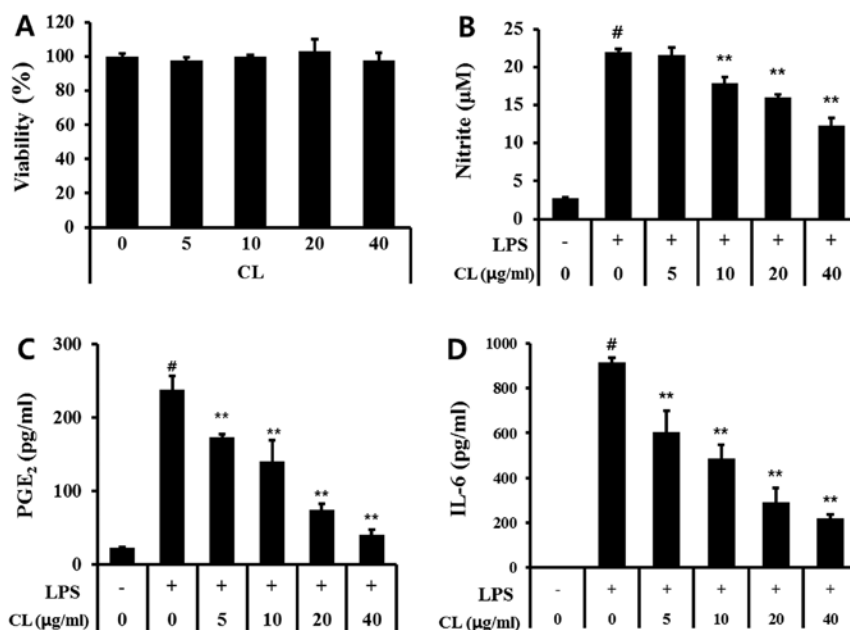 A
Viability (%)
120
100
80
60
40
20
0
0 5 10 20 40
CL
B
Nitrite (µM)
25
20
15
10
5
0
# ** ** **
LPS - + + + + +
CL (µg/ml) 0 0 5 10 20 40
C
PGE₂ (pg/ml)
300
200
100
0
# ** ** ** **
LPS - + + + + +
CL (µg/ml) 0 0 5 10 20 40
D
IL-6 (pg/ml)
1000
800
600
400
200
0
# ** ** ** **
LPS - + + + + +
CL (µg/ml) 0 0 5 10 20 40